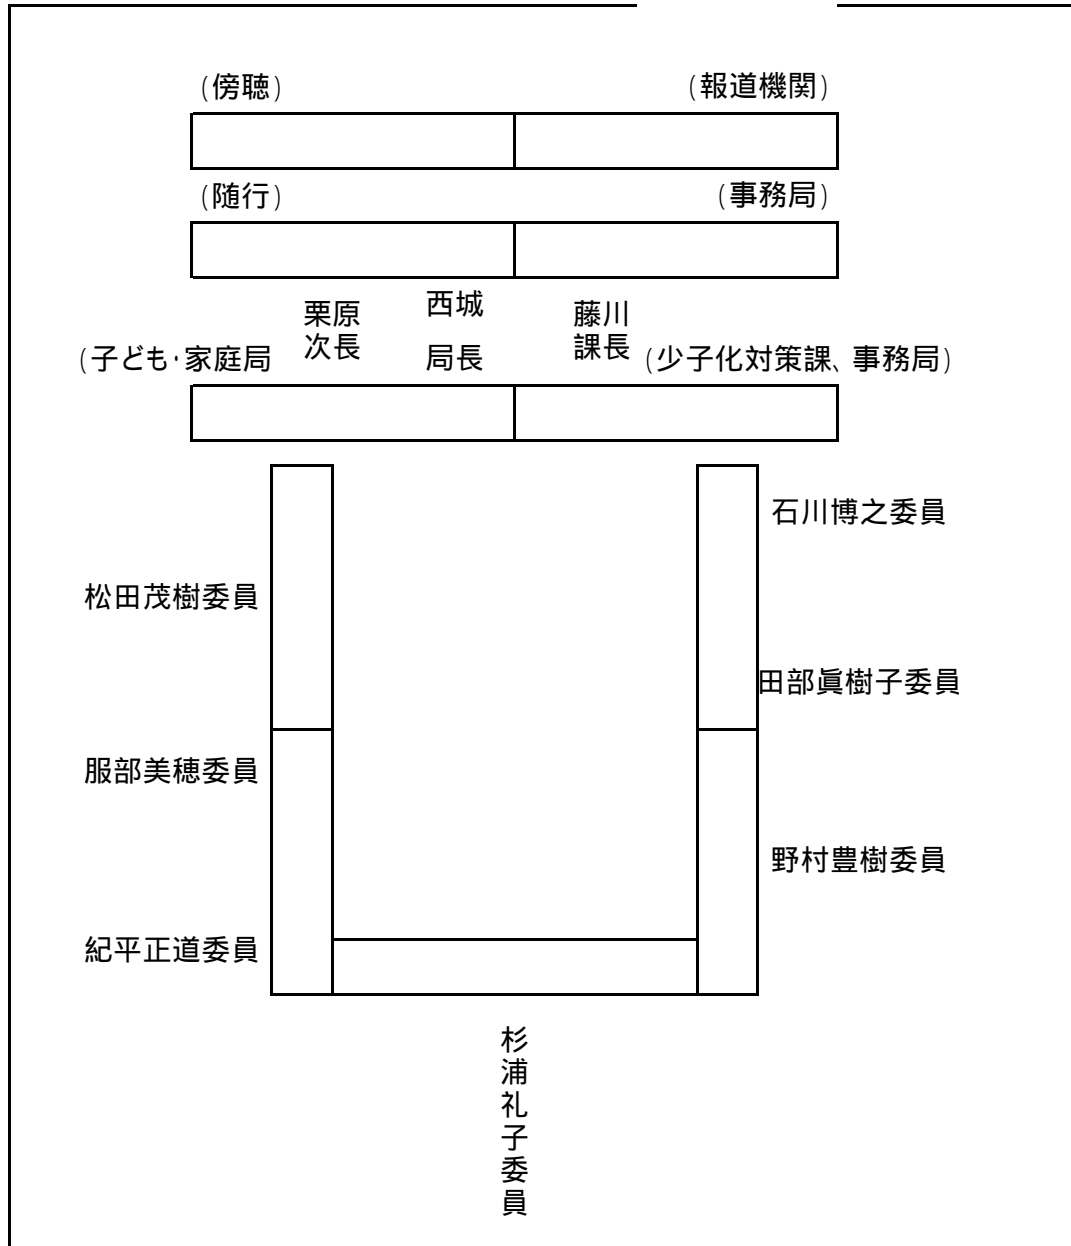 (傍聴)
(報道機関)
(随行)
(事務局)
栗原
次長
西城
局長
藤川
課長
(子ども・家庭局
(少子化対策課、事務局)
石川博之委員
松田茂樹委員
田部眞樹子委員
服部美穂委員
野村豊樹委員
紀平正道委員
杉浦礼子委員